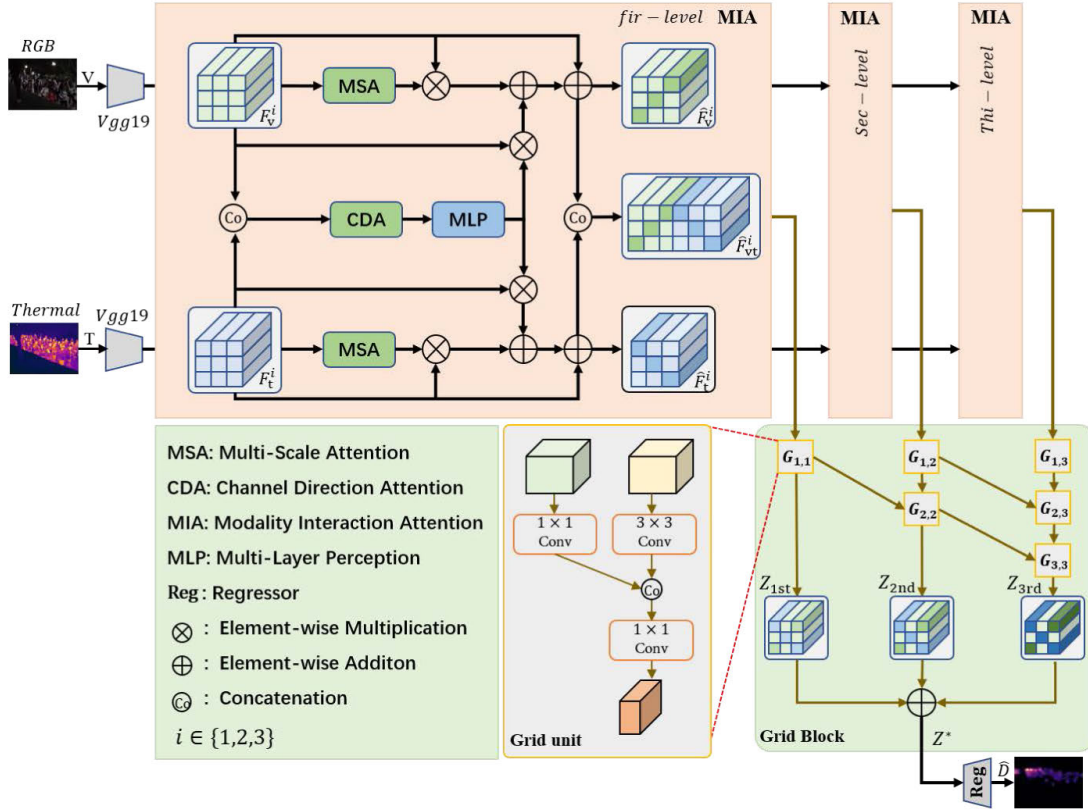 fir-level MIA
MIA
MIA
RGB
V
Vgg19
F_v^i
MSA
F̂_v^i
Sec-level
Thi-level
Co
CDA
MLP
Co
F̂_vt^i
Thermal
Vgg19
T
F_t^i
MSA
F̂_t^i
MSA: Multi-Scale Attention
CDA: Channel Direction Attention
MIA: Modality Interaction Attention
MLP: Multi-Layer Perception
Reg: Regressor
⊗ : Element-wise Multiplication
⊕ : Element-wise Additon
Co : Concatenation
i ∈ {1,2,3}
1 × 1
Conv
3 × 3
Conv
Co
1 × 1
Conv
Grid unit
G_1,1
G_1,2
G_1,3
G_2,2
G_2,3
G_3,3
Z_1st
Z_2nd
Z_3rd
Grid Block
Z*
Reg
D̂